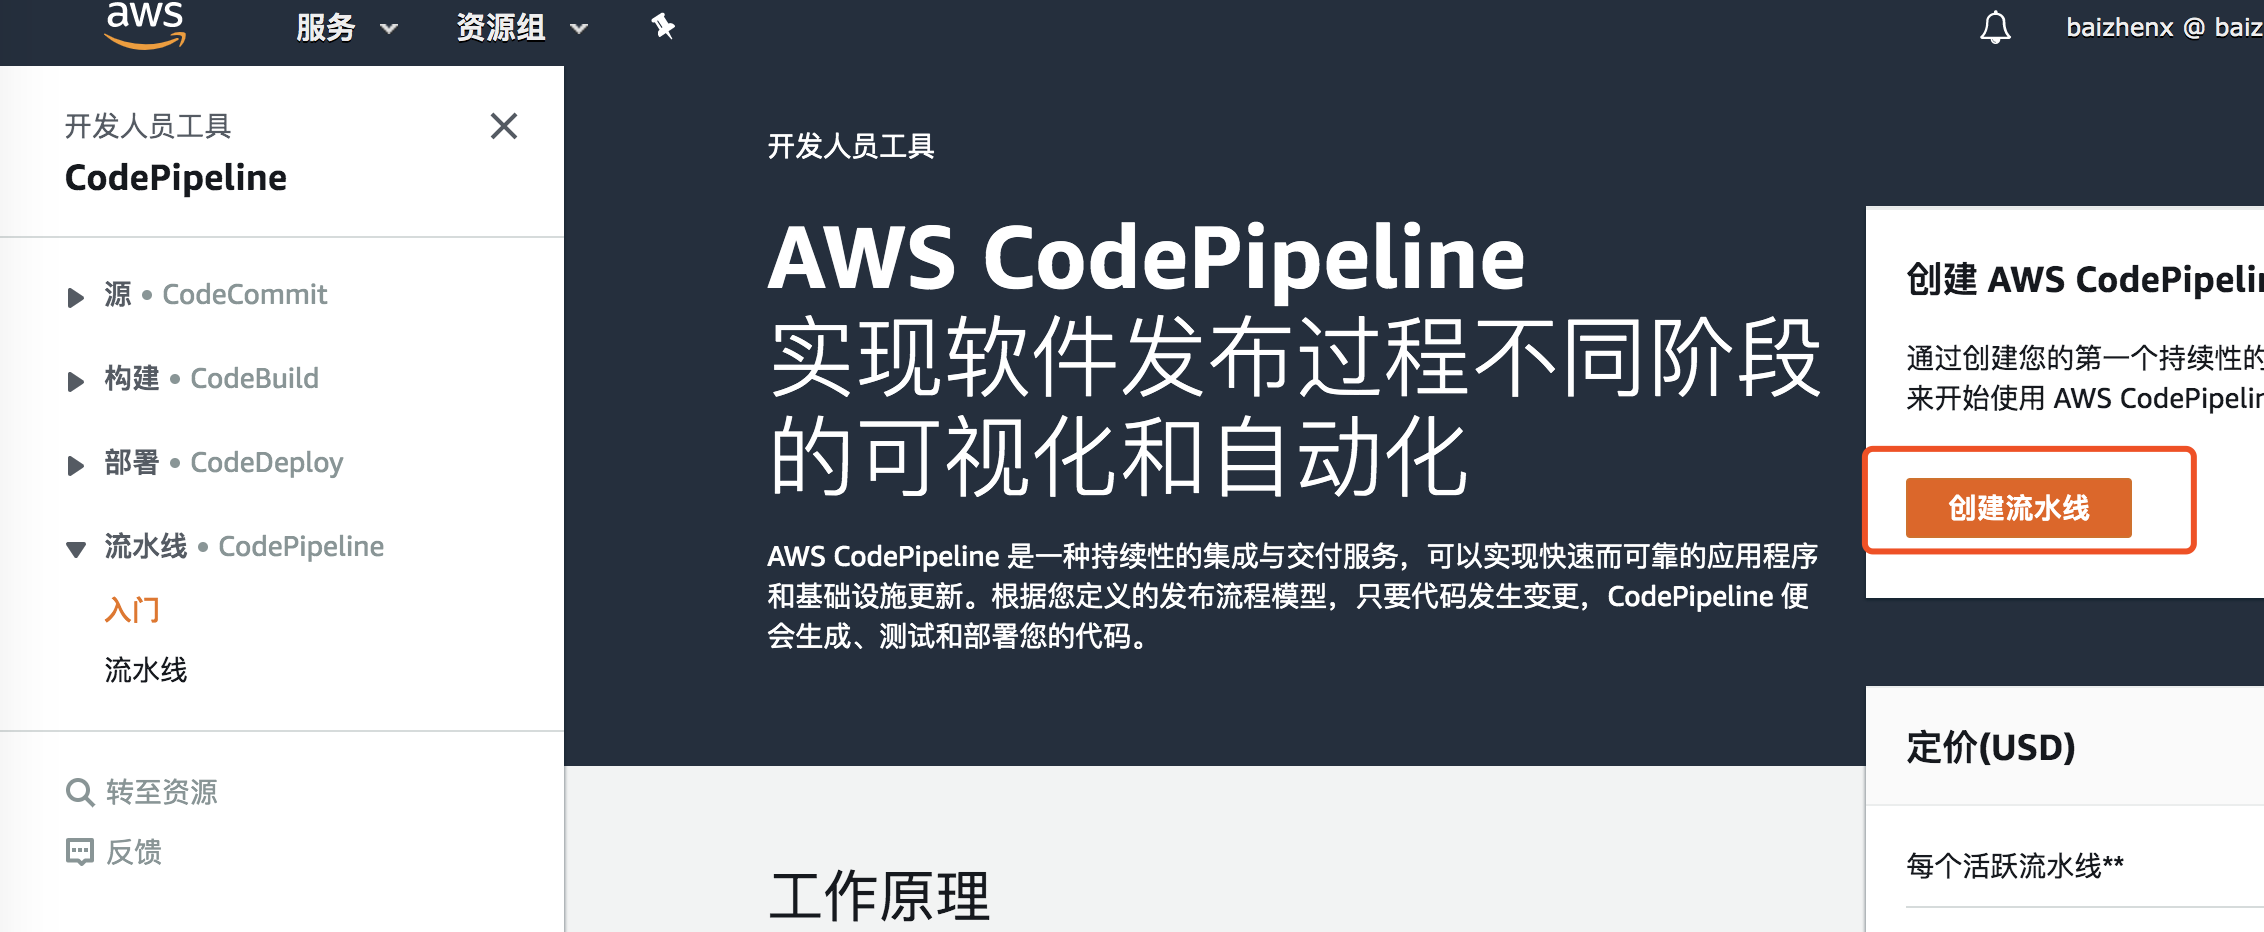 aws
服务
资源组
baizhenx @ baiz
开发人员工具
CodePipeline
源 • CodeCommit
构建 • CodeBuild
部署 • CodeDeploy
流水线 • CodePipeline
入门
流水线
转至资源
反馈
开发人员工具
AWS CodePipeline
实现软件发布过程不同阶段
的可视化和自动化
AWS CodePipeline 是一种持续性的集成与交付服务，可以实现快速而可靠的应用程序
和基础设施更新。根据您定义的发布流程模型，只要代码发生变更，CodePipeline 便
会生成、测试和部署您的代码。
创建 AWS CodePipelin
通过创建您的第一个持续性的
来开始使用 AWS CodePipelin
创建流水线
定价(USD)
每个活跃流水线**
工作原理